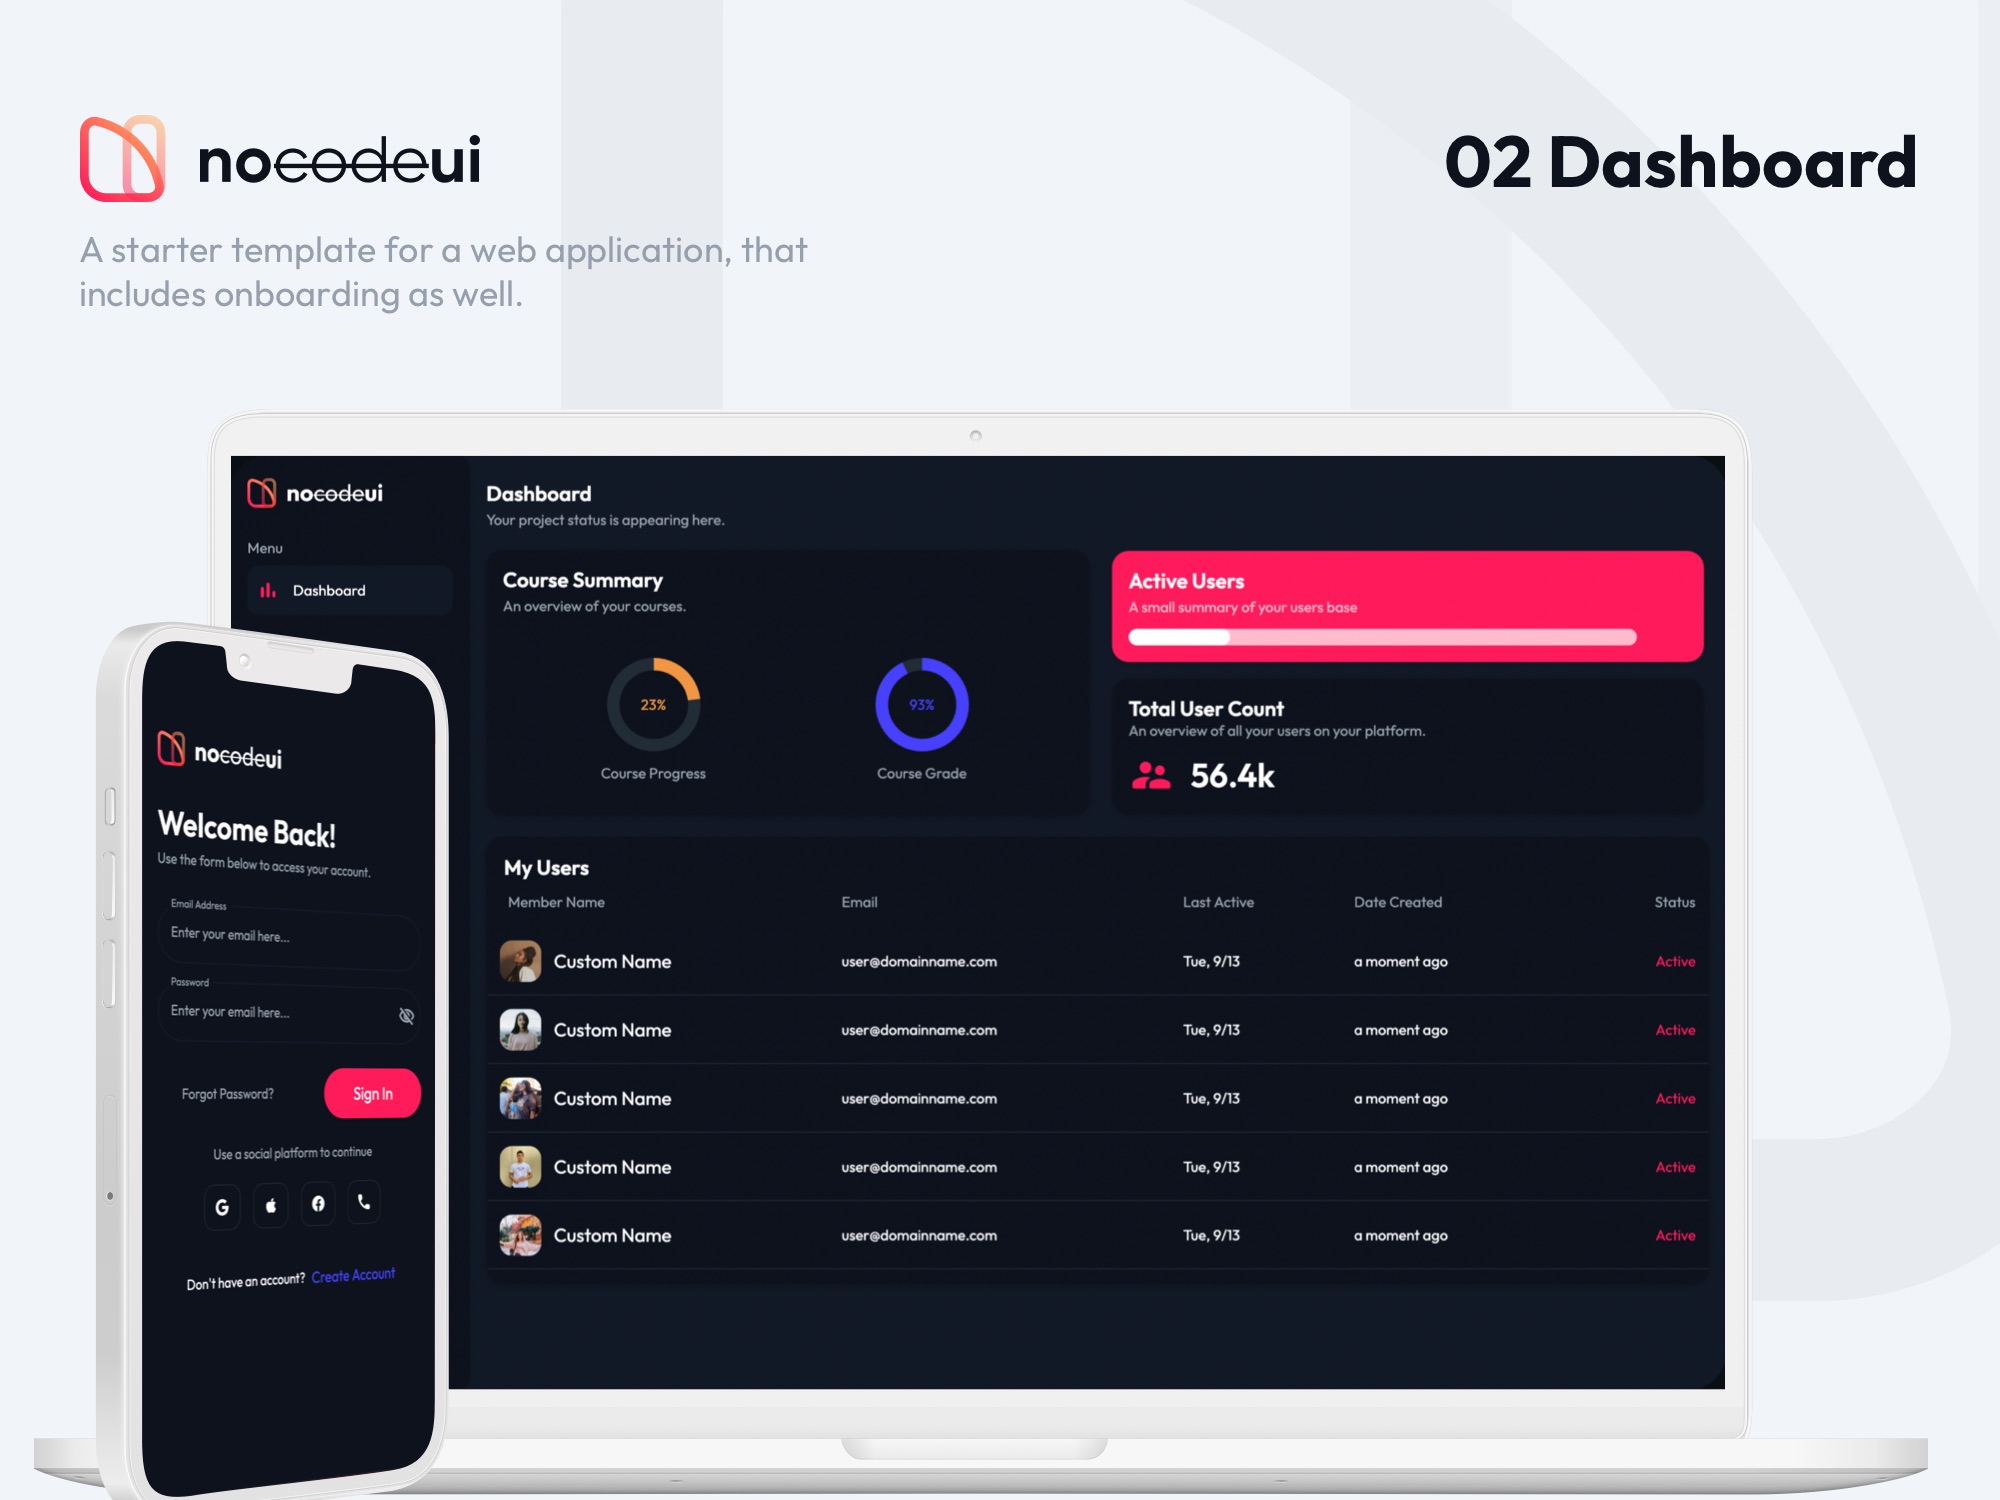 nocodeui
02 Dashboard
A starter template for a web application, that
includes onboarding as well.
nocodeui
Menu
Dashboard
Dashboard
Your project status is appearing here.
Course Summary
An overview of your courses.
23%
93%
Course Progress
Course Grade
Active Users
A small summary of your users base
Total User Count
An overview of all your users on your platform.
56.4k
My Users
Member Name Email Last Active Date Created Status
Custom Name user@domainname.com Tue, 9/13 a moment ago Active
Custom Name user@domainname.com Tue, 9/13 a moment ago Active
Custom Name user@domainname.com Tue, 9/13 a moment ago Active
Custom Name user@domainname.com Tue, 9/13 a moment ago Active
Custom Name user@domainname.com Tue, 9/13 a moment ago Active
nocodeui
Welcome Back!
Use the form below to access your account.
Email Address
Enter your email here...
Password
Enter your email here...
Forgot Password?
Sign In
Use a social platform to continue
Don't have an account? Create Account